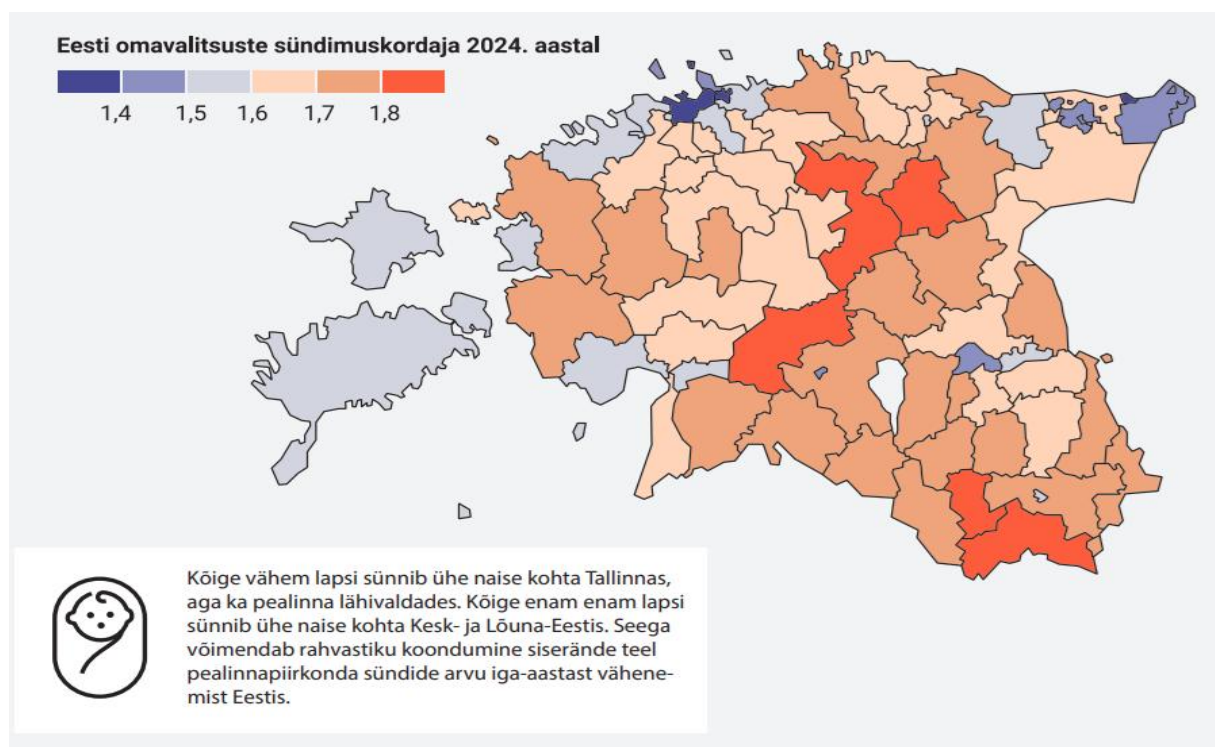 Eesti omavalitsuste sündimuskordaja 2024. aastal
1,4 1,5 1,6 1,7 1,8
Kõige vähem lapsi sünnib ühe naise kohta Tallinnas,
aga ka pealinna lähivaldades. Kõige enam enam lapsi
sünnib ühe naise kohta Kesk- ja Lõuna-Eestis. Seega
võimendab rahvastiku koondumine siserände teel
pealinnapiirkonda sündide arvu iga-aastast vähene-
mist Eestis.